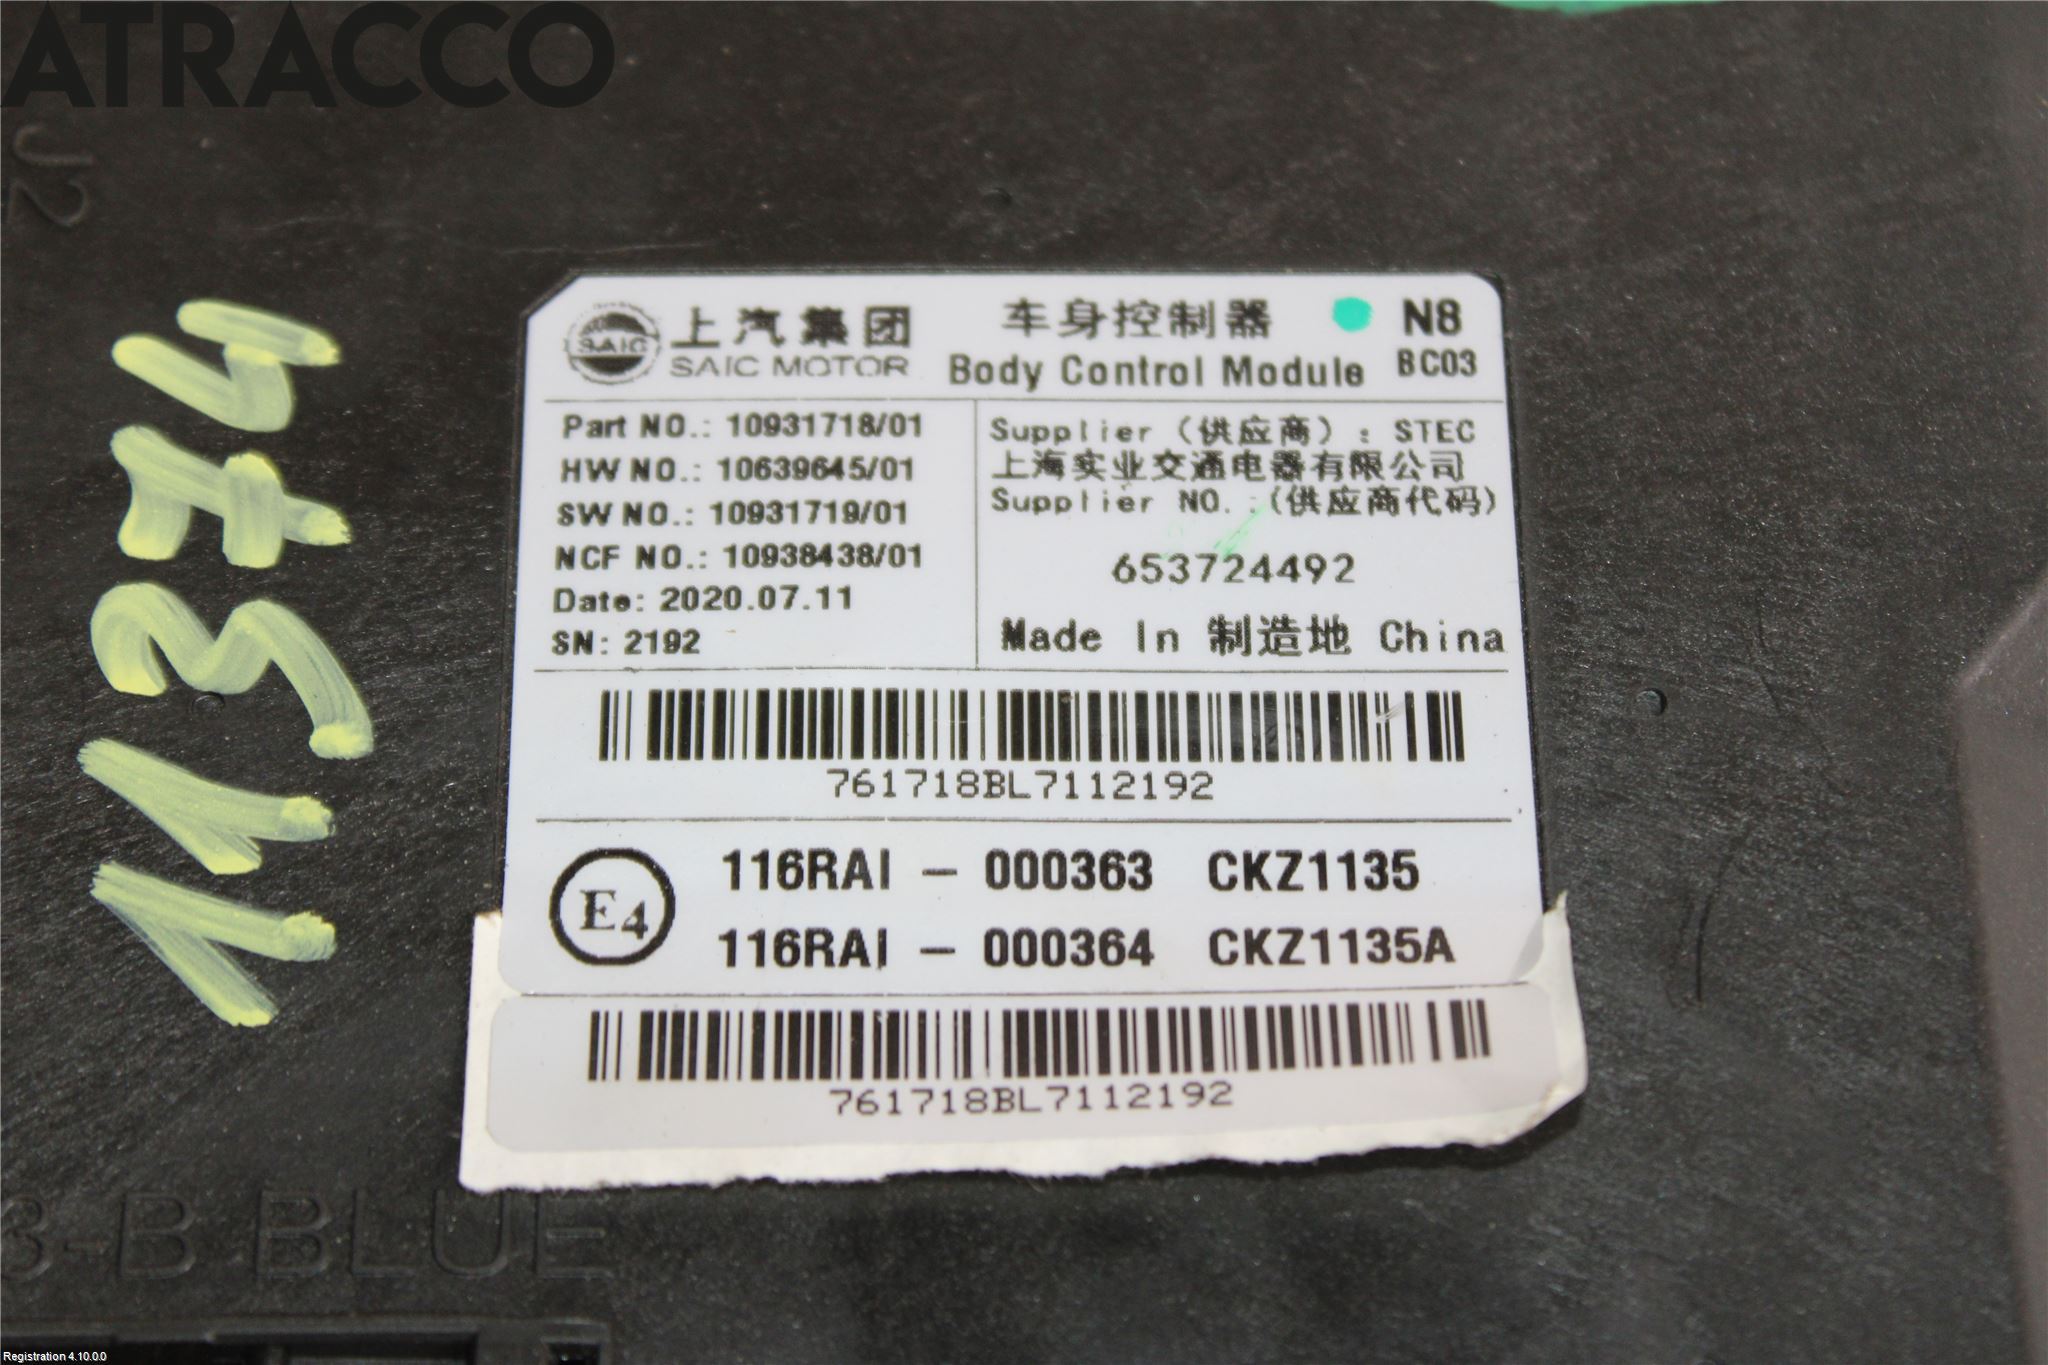 ATRACCO
J2
11374
SAIC 上汽集团
SAIC MOTOR
车身控制器
Body Control Module
N8
BC03
Part NO.: 10931718/01
HW NO.: 10639645/01
SW NO.: 10931719/01
NCF NO.: 10938438/01
Date: 2020.07.11
SN: 2192
Supplier（供应商）: STEC
上海实业交通电器有限公司
Supplier NO.:(供应商代码)
653724492
Made In 制造地 China
761718BL7112192
E4
116RAI - 000363 CKZ1135
116RAI - 000364 CKZ1135A
761718BL7112192
3-B BLUE
Registration 4.10.0.0